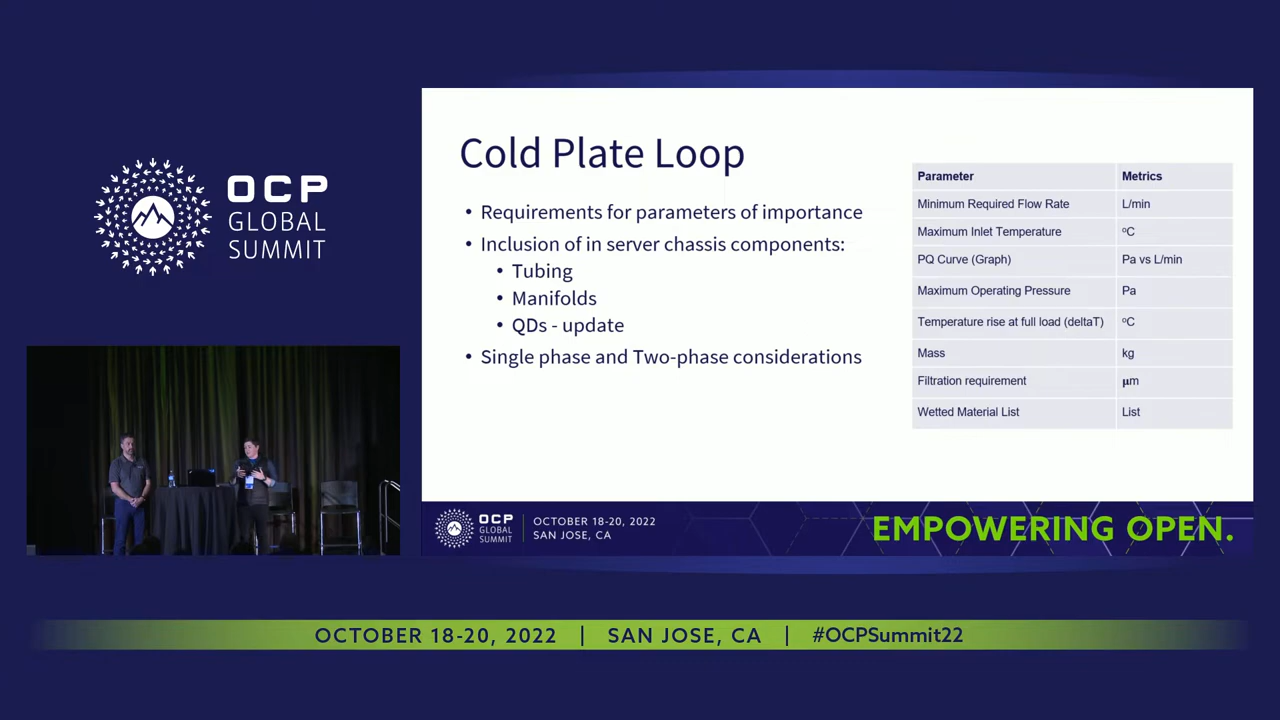 OCP
GLOBAL
SUMMIT
Cold Plate Loop
• Requirements for parameters of importance
• Inclusion of in server chassis components:
• Tubing
• Manifolds
• QDs - update
• Single phase and Two-phase considerations
Parameter Metrics
Minimum Required Flow Rate L/min
Maximum Inlet Temperature ºC
PQ Curve (Graph) Pa vs L/min
Maximum Operating Pressure Pa
Temperature rise at full load (deltaT) ºC
Mass kg
Filtration requirement μm
Wetted Material List List
OCP
GLOBAL
SUMMIT
OCTOBER 18-20, 2022
SAN JOSE, CA
EMPOWERING OPEN.
OCTOBER 18-20, 2022 | SAN JOSE, CA | #OCPSummit22